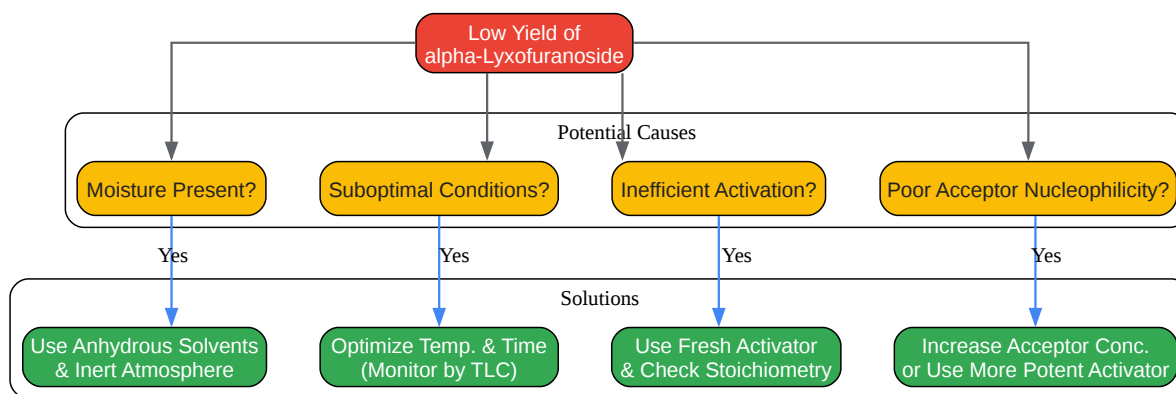 Low Yield of
alpha-Lyxofuranoside
Potential Causes
Moisture Present?
Suboptimal Conditions?
Inefficient Activation?
Poor Acceptor Nucleophilicity?
Yes
Yes
Yes
Yes
Solutions
Use Anhydrous Solvents
& Inert Atmosphere
Optimize Temp. & Time
(Monitor by TLC)
Use Fresh Activator
& Check Stoichiometry
Increase Acceptor Conc.
or Use More Potent Activator